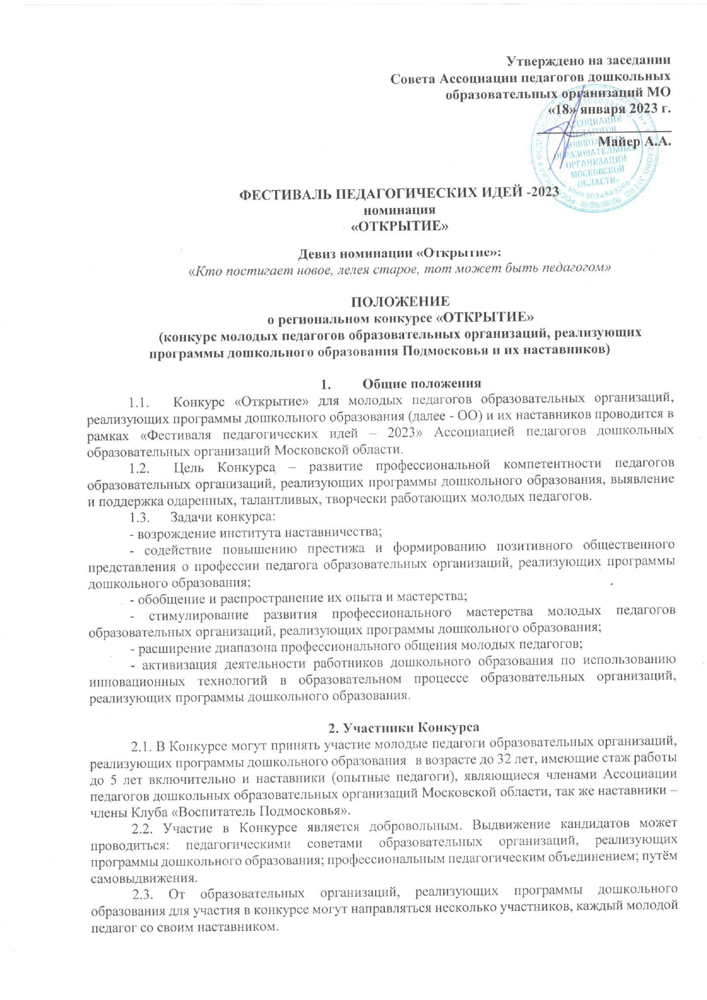 Утверждено на заседании
Совета Ассоциации педагогов дошкольных
образовательных организаций МО
«18» января 2023 г.
Майер А.А.
«АССОЦИАЦИЯ
ПЕДАГОГОВ
ДОШКОЛЬНЫХ
ОБРАЗОВАТЕЛЬНЫХ
ОРГАНИЗАЦИЙ
МОСКОВСКОЙ
ОБЛАСТИ»
ФЕСТИВАЛЬ ПЕДАГОГИЧЕСКИХ ИДЕЙ -2023
номинация
«ОТКРЫТИЕ»
Девиз номинации «Открытие»:
«Кто постигает новое, лелея старое, тот может быть педагогом»
ПОЛОЖЕНИЕ
о региональном конкурсе «ОТКРЫТИЕ»
(конкурс молодых педагогов образовательных организаций, реализующих
программы дошкольного образования Подмосковья и их наставников)
1. Общие положения
1.1. Конкурс «Открытие» для молодых педагогов образовательных организаций,
реализующих программы дошкольного образования (далее - ОО) и их наставников проводится в
рамках «Фестиваля педагогических идей – 2023» Ассоциацией педагогов дошкольных
образовательных организаций Московской области.
1.2. Цель Конкурса – развитие профессиональной компетентности педагогов
образовательных организаций, реализующих программы дошкольного образования, выявление
и поддержка одаренных, талантливых, творчески работающих молодых педагогов.
1.3. Задачи конкурса:
- возрождение института наставничества;
- содействие повышению престижа и формированию позитивного общественного
представления о профессии педагога образовательных организаций, реализующих программы
дошкольного образования;
- обобщение и распространение их опыта и мастерства;
- стимулирование развития профессионального мастерства молодых педагогов
образовательных организаций, реализующих программы дошкольного образования;
- расширение диапазона профессионального общения молодых педагогов;
- активизация деятельности работников дошкольного образования по использованию
инновационных технологий в образовательном процессе образовательных организаций,
реализующих программы дошкольного образования.
2. Участники Конкурса
2.1. В Конкурсе могут принять участие молодые педагоги образовательных организаций,
реализующих программы дошкольного образования в возрасте до 32 лет, имеющие стаж работы
до 5 лет включительно и наставники (опытные педагоги), являющиеся членами Ассоциации
педагогов дошкольных образовательных организаций Московской области, так же наставники –
члены Клуба «Воспитатель Подмосковья».
2.2. Участие в Конкурсе является добровольным. Выдвижение кандидатов может
проводиться: педагогическими советами образовательных организаций, реализующих
программы дошкольного образования; профессиональным педагогическим объединением; путём
самовыдвижения.
2.3. От образовательных организаций, реализующих программы дошкольного
образования для участия в конкурсе могут направляться несколько участников, каждый молодой
педагог со своим наставником.